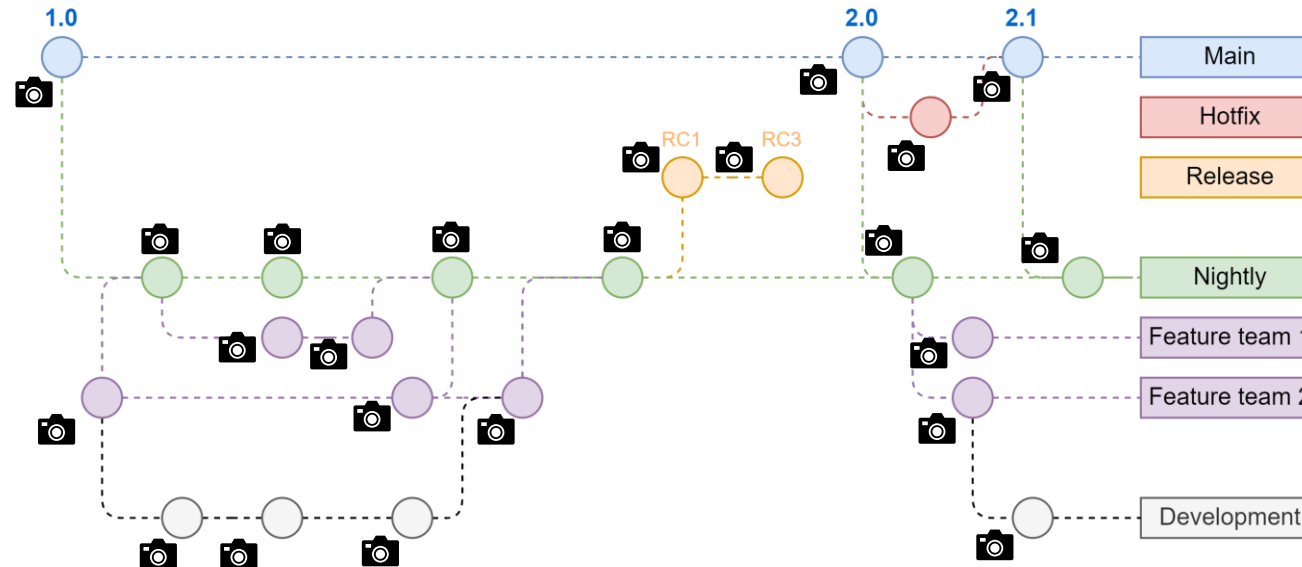 1.0
2.0
2.1
Main
Hotfix
RC1
RC3
Release
Nightly
Feature team 1
Feature team 2
Development